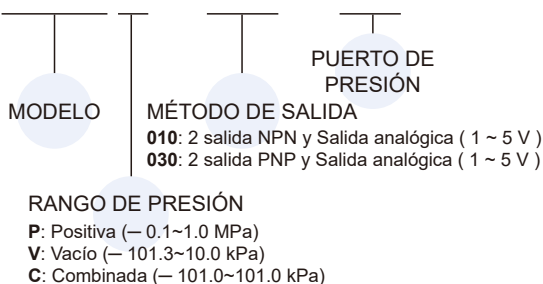 PUERTO DE
PRESIÓN
MODELO
MÉTODO DE SALIDA
010: 2 salida NPN y Salida analógica ( 1 ~ 5 V )
030: 2 salida PNP y Salida analógica ( 1 ~ 5 V )
RANGO DE PRESIÓN
P: Positiva (─ 0.1~1.0 MPa)
V: Vacío (─ 101.3~10.0 kPa)
C: Combinada (─ 101.0~101.0 kPa)